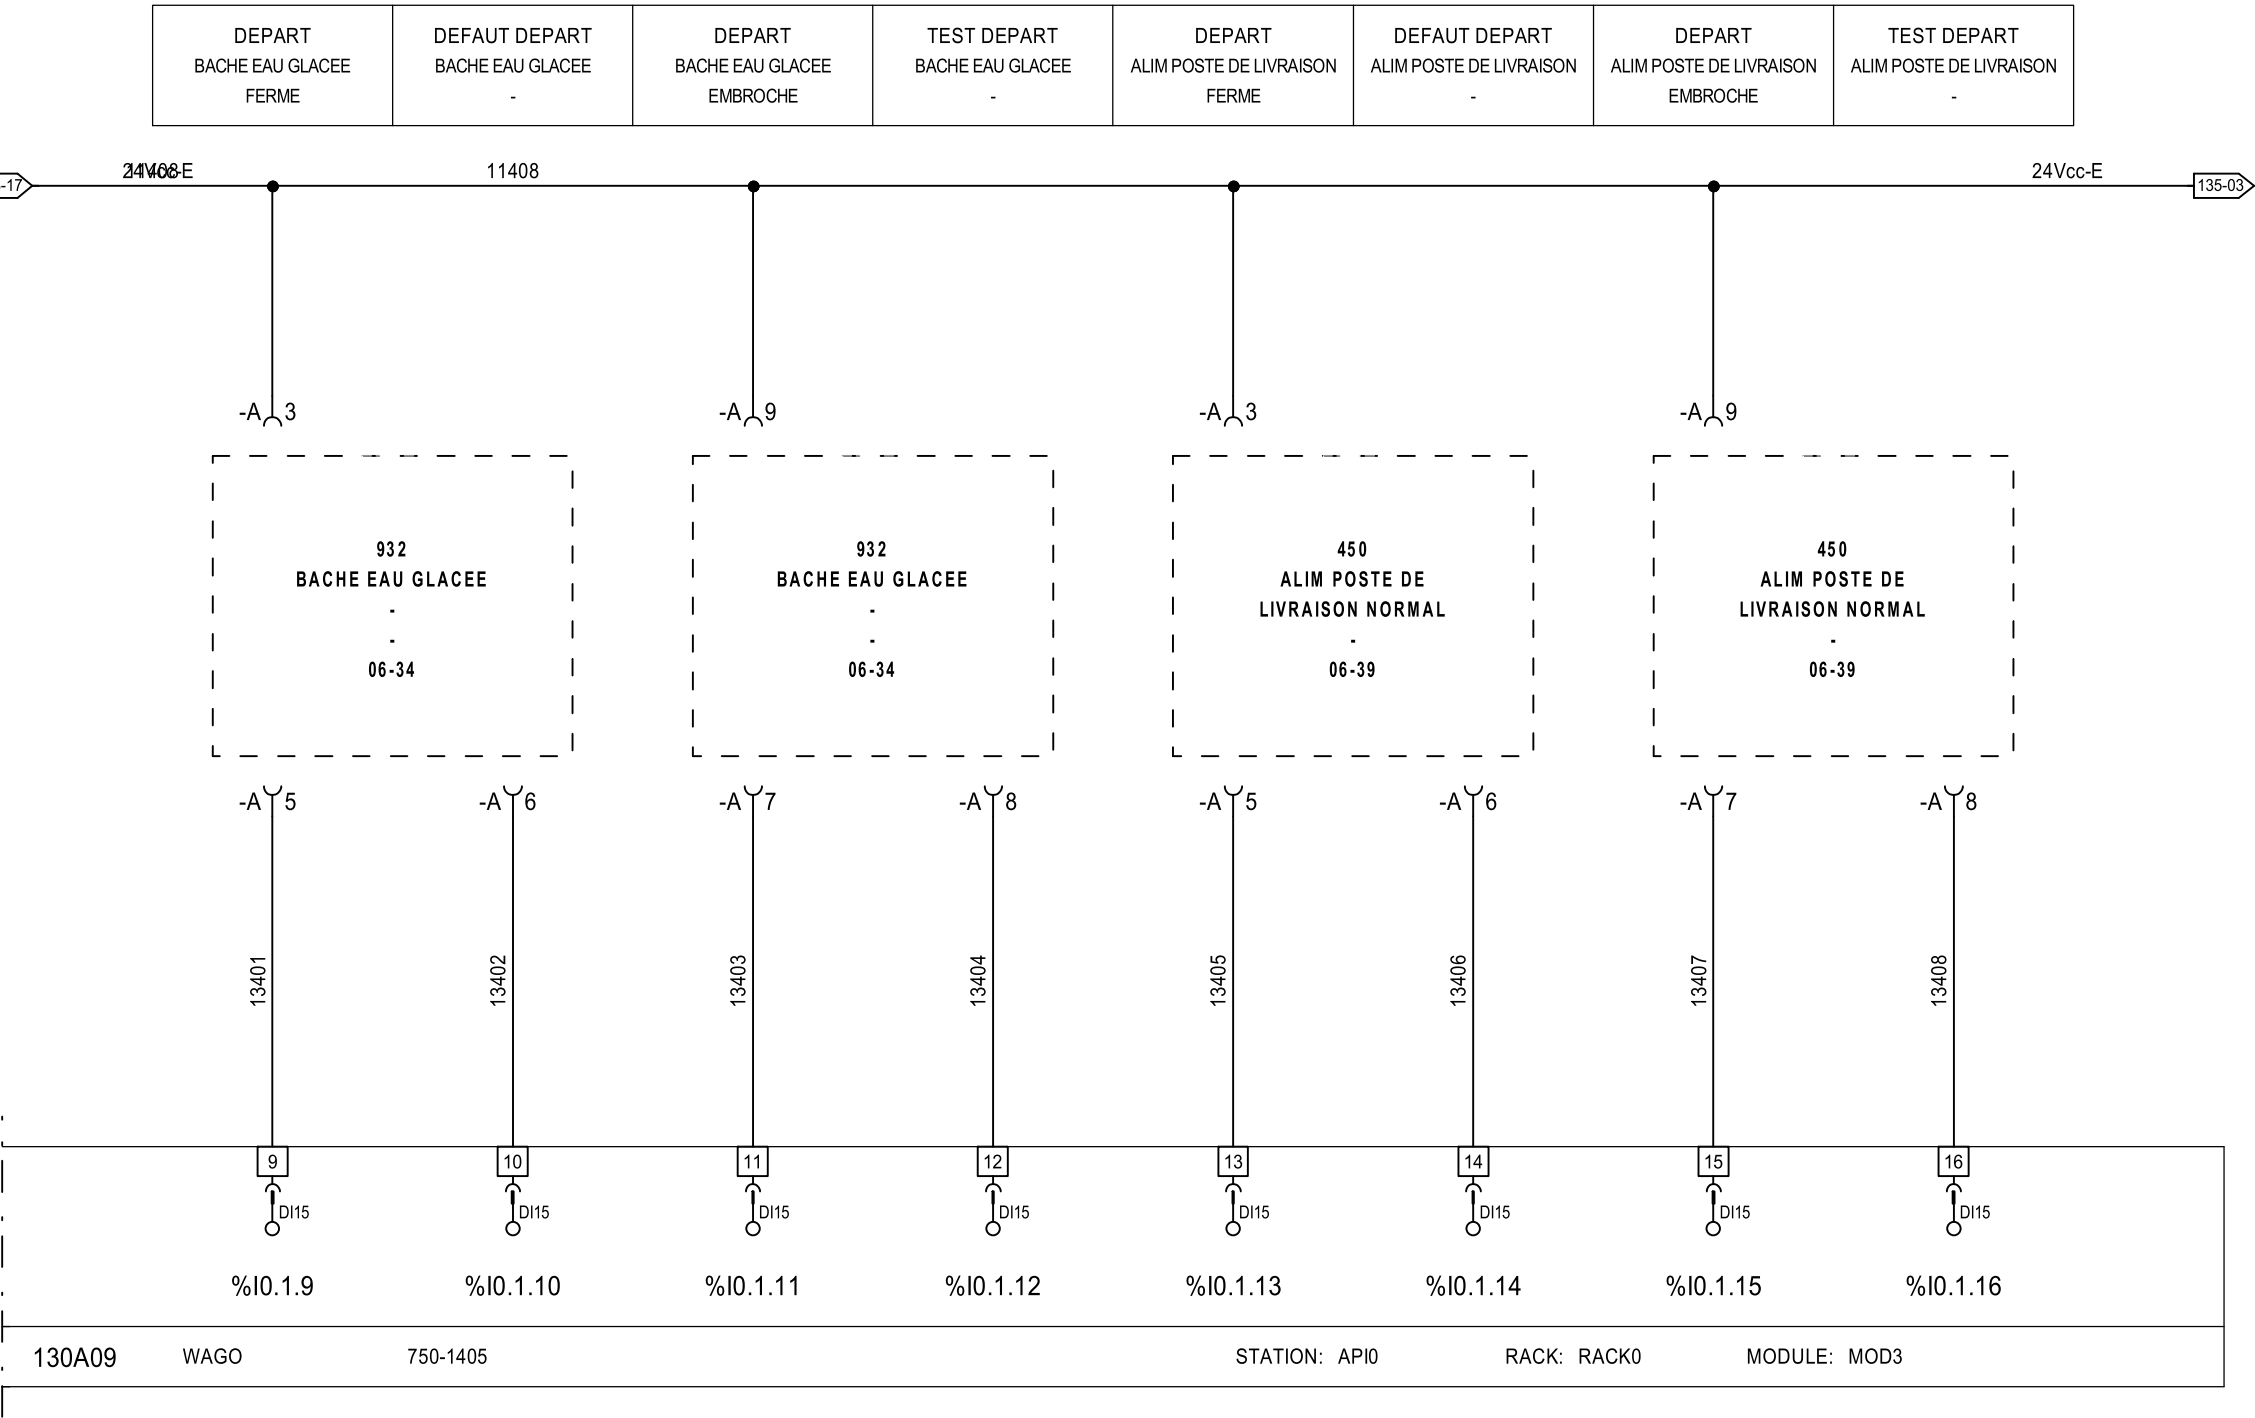 DEPART
BACHE EAU GLACEE
FERME
DEFAUT DEPART
BACHE EAU GLACEE
-
DEPART
BACHE EAU GLACEE
EMBROCHE
TEST DEPART
BACHE EAU GLACEE
-
DEPART
ALIM POSTE DE LIVRAISON
FERME
DEFAUT DEPART
ALIM POSTE DE LIVRAISON
-
DEPART
ALIM POSTE DE LIVRAISON
EMBROCHE
TEST DEPART
ALIM POSTE DE LIVRAISON
-
-17
24Vcc-E
11408
11408
24Vcc-E
135-03
-A 3
-A 9
-A 3
-A 9
932
BACHE EAU GLACEE
-
-
06-34
932
BACHE EAU GLACEE
-
-
06-34
450
ALIM POSTE DE
LIVRAISON NORMAL
-
06-39
450
ALIM POSTE DE
LIVRAISON NORMAL
-
06-39
-A 5
-A 6
-A 7
-A 8
-A 5
-A 6
-A 7
-A 8
13401
13402
13403
13404
13405
13406
13407
13408
9
10
11
12
13
14
15
16
DI15
DI15
DI15
DI15
DI15
DI15
DI15
DI15
%I0.1.9
%I0.1.10
%I0.1.11
%I0.1.12
%I0.1.13
%I0.1.14
%I0.1.15
%I0.1.16
130A09 WAGO 750-1405 STATION: API0 RACK: RACK0 MODULE: MOD3